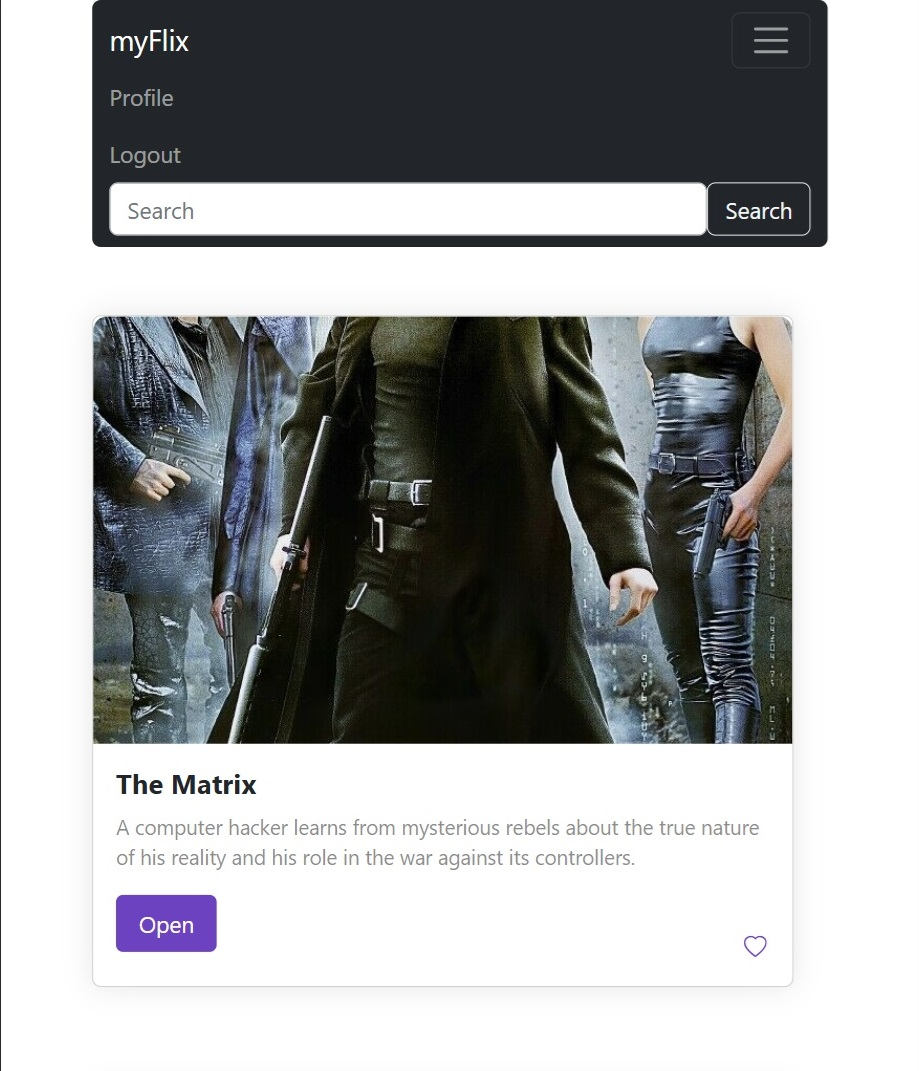 myFlix
Profile
Logout
Search Search
The Matrix
A computer hacker learns from mysterious rebels about the true nature
of his reality and his role in the war against its controllers.
Open